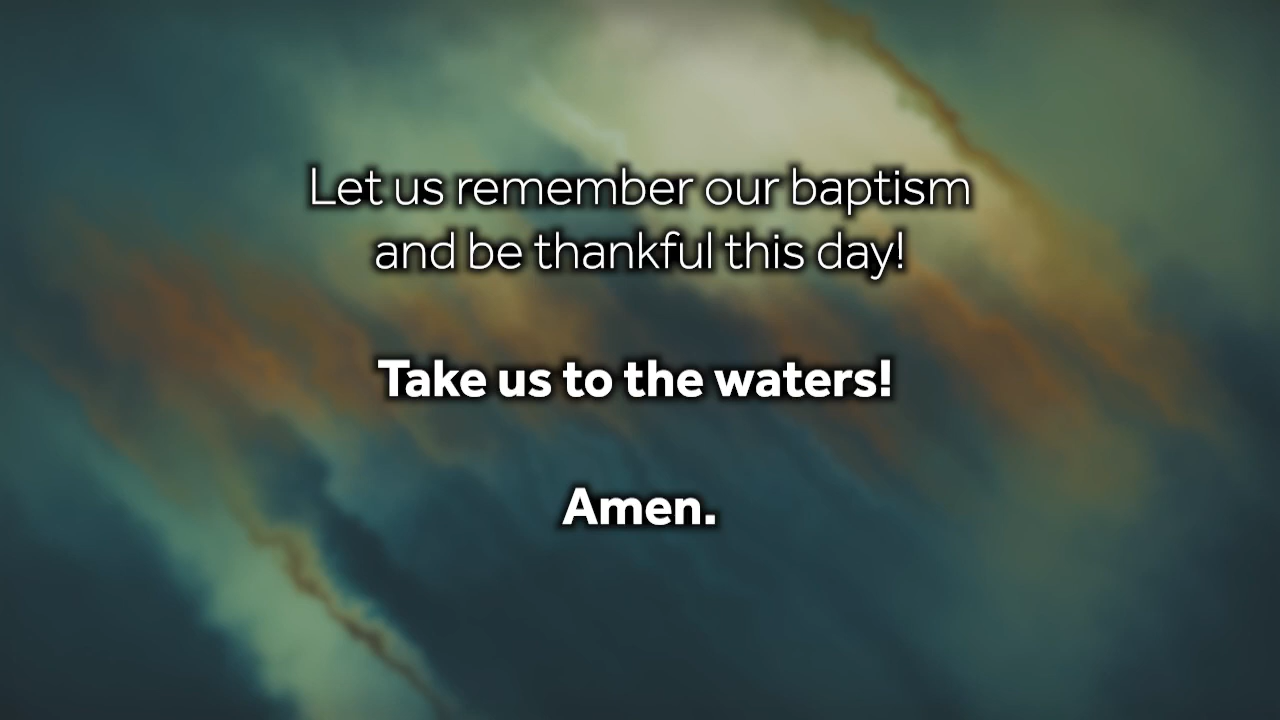 Let us remember our baptism
and be thankful this day!
Take us to the waters!
Amen.